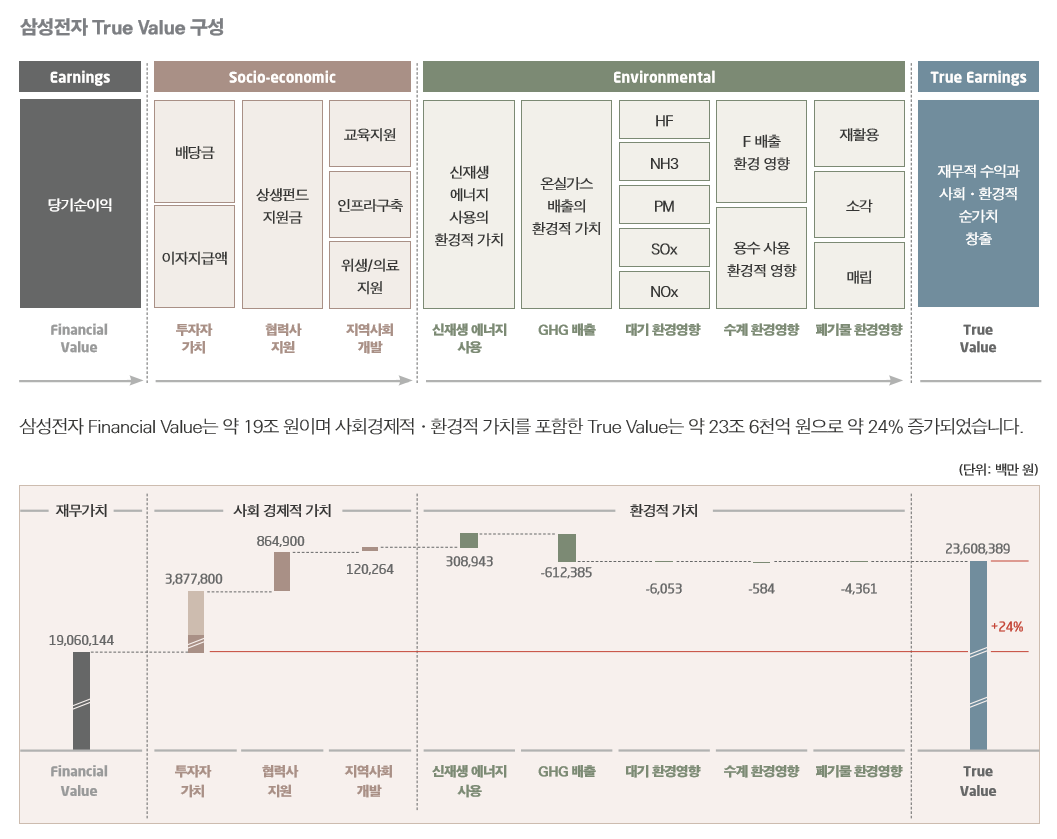 삼성전자 True Value 구성
Earnings
Socio-economic
Environmental
True Earnings
당기순이익
배당금
이자지급액
상생펀드
지원금
교육지원
인프라구축
위생/의료
지원
신재생
에너지
사용의
환경적 가치
온실가스
배출의
환경적 가치
HF
NH3
PM
SOx
NOx
F 배출
환경 영향
용수 사용
환경적 영향
재활용
소각
매립
재무적 수익과
사회・환경적
순가치
창출
Financial
Value
투자자
가치
협력사
지원
지역사회
개발
신재생 에너지
사용
GHG 배출
대기 환경영향
수계 환경영향
폐기물 환경영향
True
Value
삼성전자 Financial Value는 약 19조 원이며 사회경제적・환경적 가치를 포함한 True Value는 약 23조 6천억 원으로 약 24% 증가되었습니다.
(단위: 백만 원)
재무가치
사회 경제적 가치
환경적 가치
19,060,144
3,877,800
864,900
120,264
308,943
-612,385
-6,053
-584
-4,361
23,608,389
+24%
Financial
Value
투자자
가치
협력사
지원
지역사회
개발
신재생 에너지
사용
GHG 배출
대기 환경영향
수계 환경영향
폐기물 환경영향
True
Value